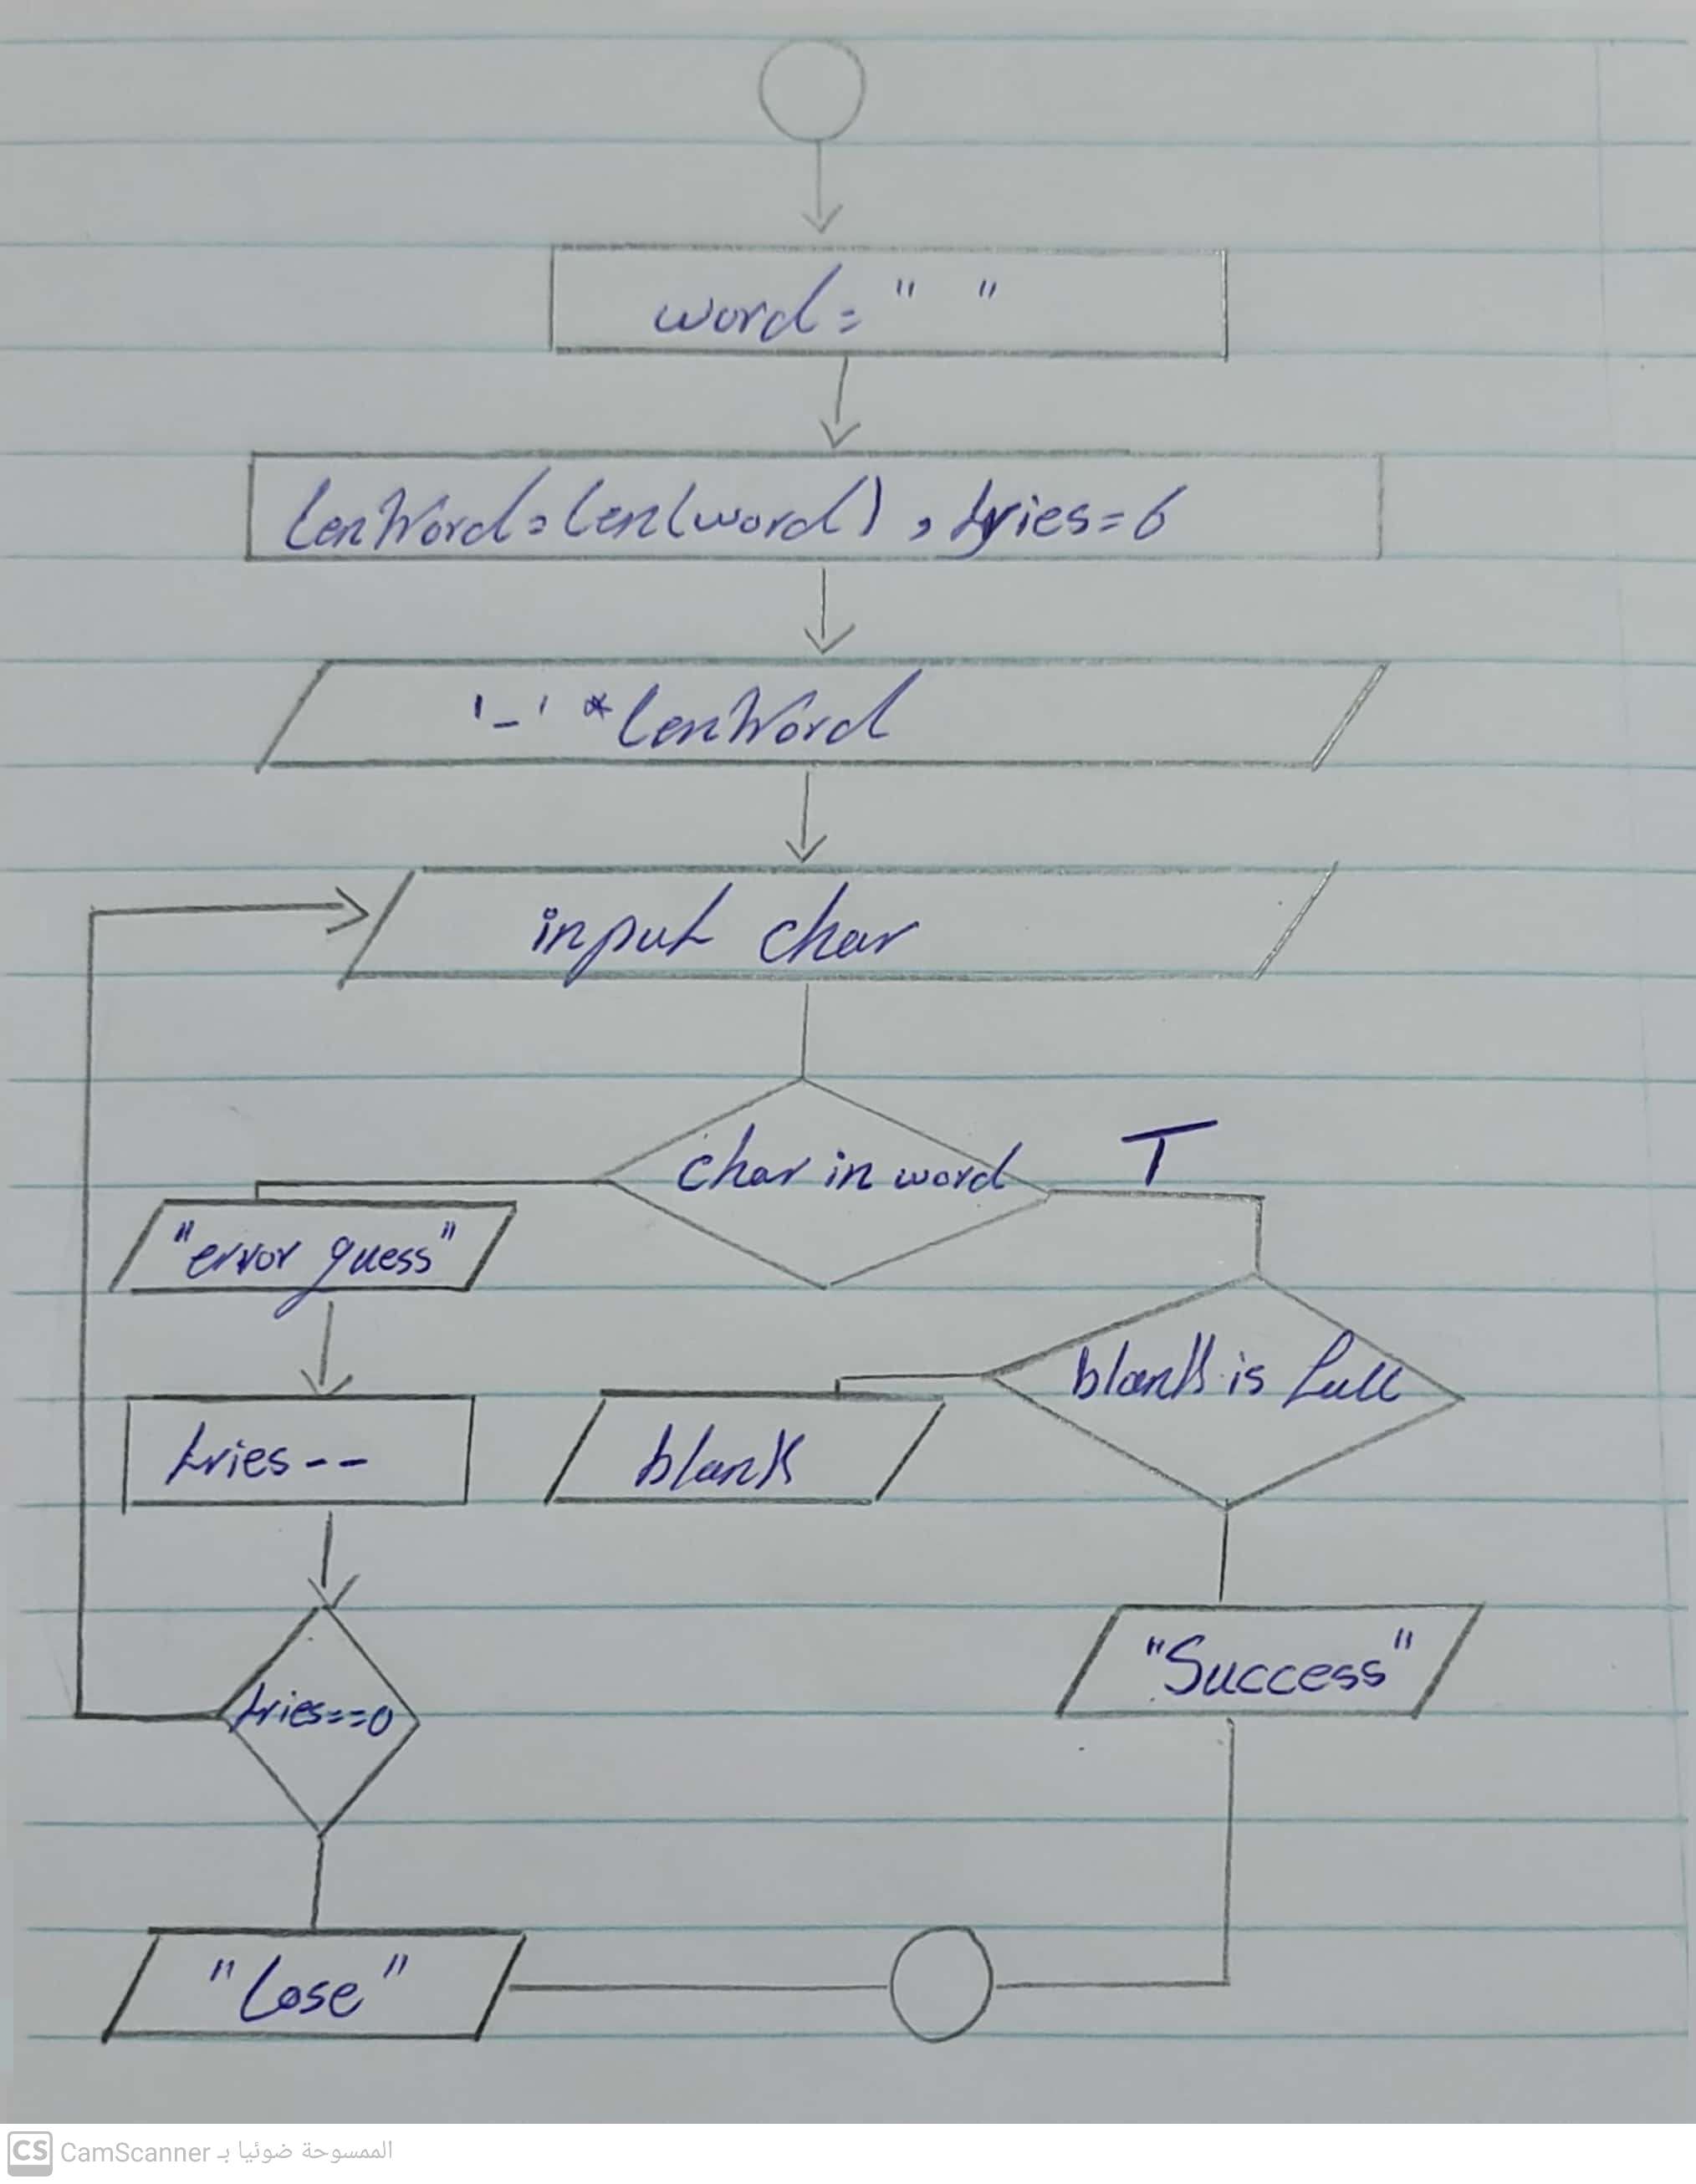 word = " "
lenWord = len(word) , tries = 6
'_' * lenWord
input char
char in word
T
"error guess"
blank is full
tries --
blank
"Success"
tries==0
"Lose"
CS CamScanner الممسوحة ضوئيا بـ